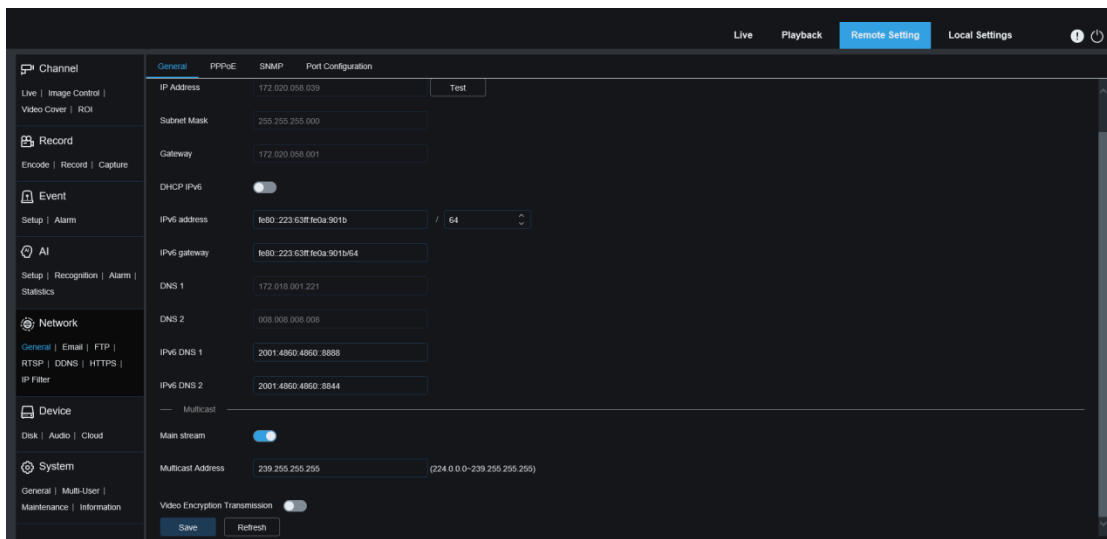 Live Playback Remote Setting Local Settings
Channel
Live | Image Control |
Video Cover | ROI
Record
Encode | Record | Capture
Event
Setup | Alarm
AI
Setup | Recognition | Alarm |
Statistics
Network
General | Email | FTP |
RTSP | DDNS | HTTPS |
IP Filter
Device
Disk | Audio | Cloud
System
General | Multi-User |
Maintenance | Information
General PPPoE SNMP Port Configuration
IP Address 172.020.058.039 Test
Subnet Mask 255.255.255.000
Gateway 172.020.058.001
DHCP IPv6
IPv6 address fe80::223:63ff:fe0a:901b / 64
IPv6 gateway fe80::223:63ff:fe0a:901b/64
DNS 1 172.018.001.221
DNS 2 008.008.008.008
IPv6 DNS 1 2001:4860:4860::8888
IPv6 DNS 2 2001:4860:4860::8844
Multicast
Main stream
Multicast Address 239.255.255.255 (224.0.0.0~239.255.255.255)
Video Encryption Transmission
Save Refresh